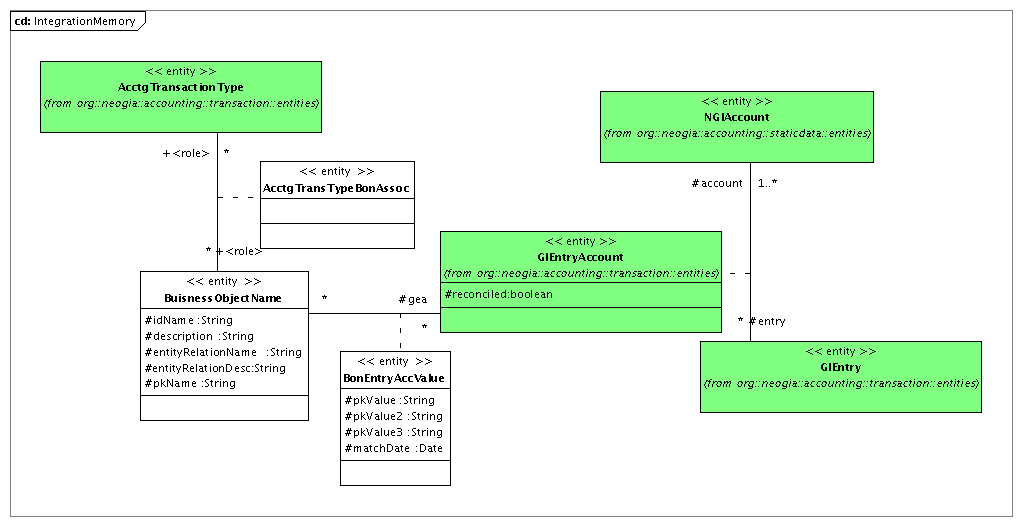 cd: IntegrationMemory
<< entity >>
AcctgTransactionType
(from org::neogia::accounting::transaction::entities)
+<role> *
<< entity >>
AcctgTransTypeBonAssoc
* +<role>
<< entity >>
NGlAccount
(from org::neogia::accounting::staticdata::entities)
#account 1..*
<< entity >>
GlEntryAccount
(from org::neogia::accounting::transaction::entities)
#reconciled:boolean
<< entity >>
BuisnessObjectName
#idName :String
#description :String
#entityRelationName :String
#entityRelationDesc:String
#pkName :String
* #gea
*
* #entry
<< entity >>
BonEntryAccValue
#pkValue :String
#pkValue2 :String
#pkValue3 :String
#matchDate :Date
<< entity >>
GlEntry
(from org::neogia::accounting::transaction::entities)